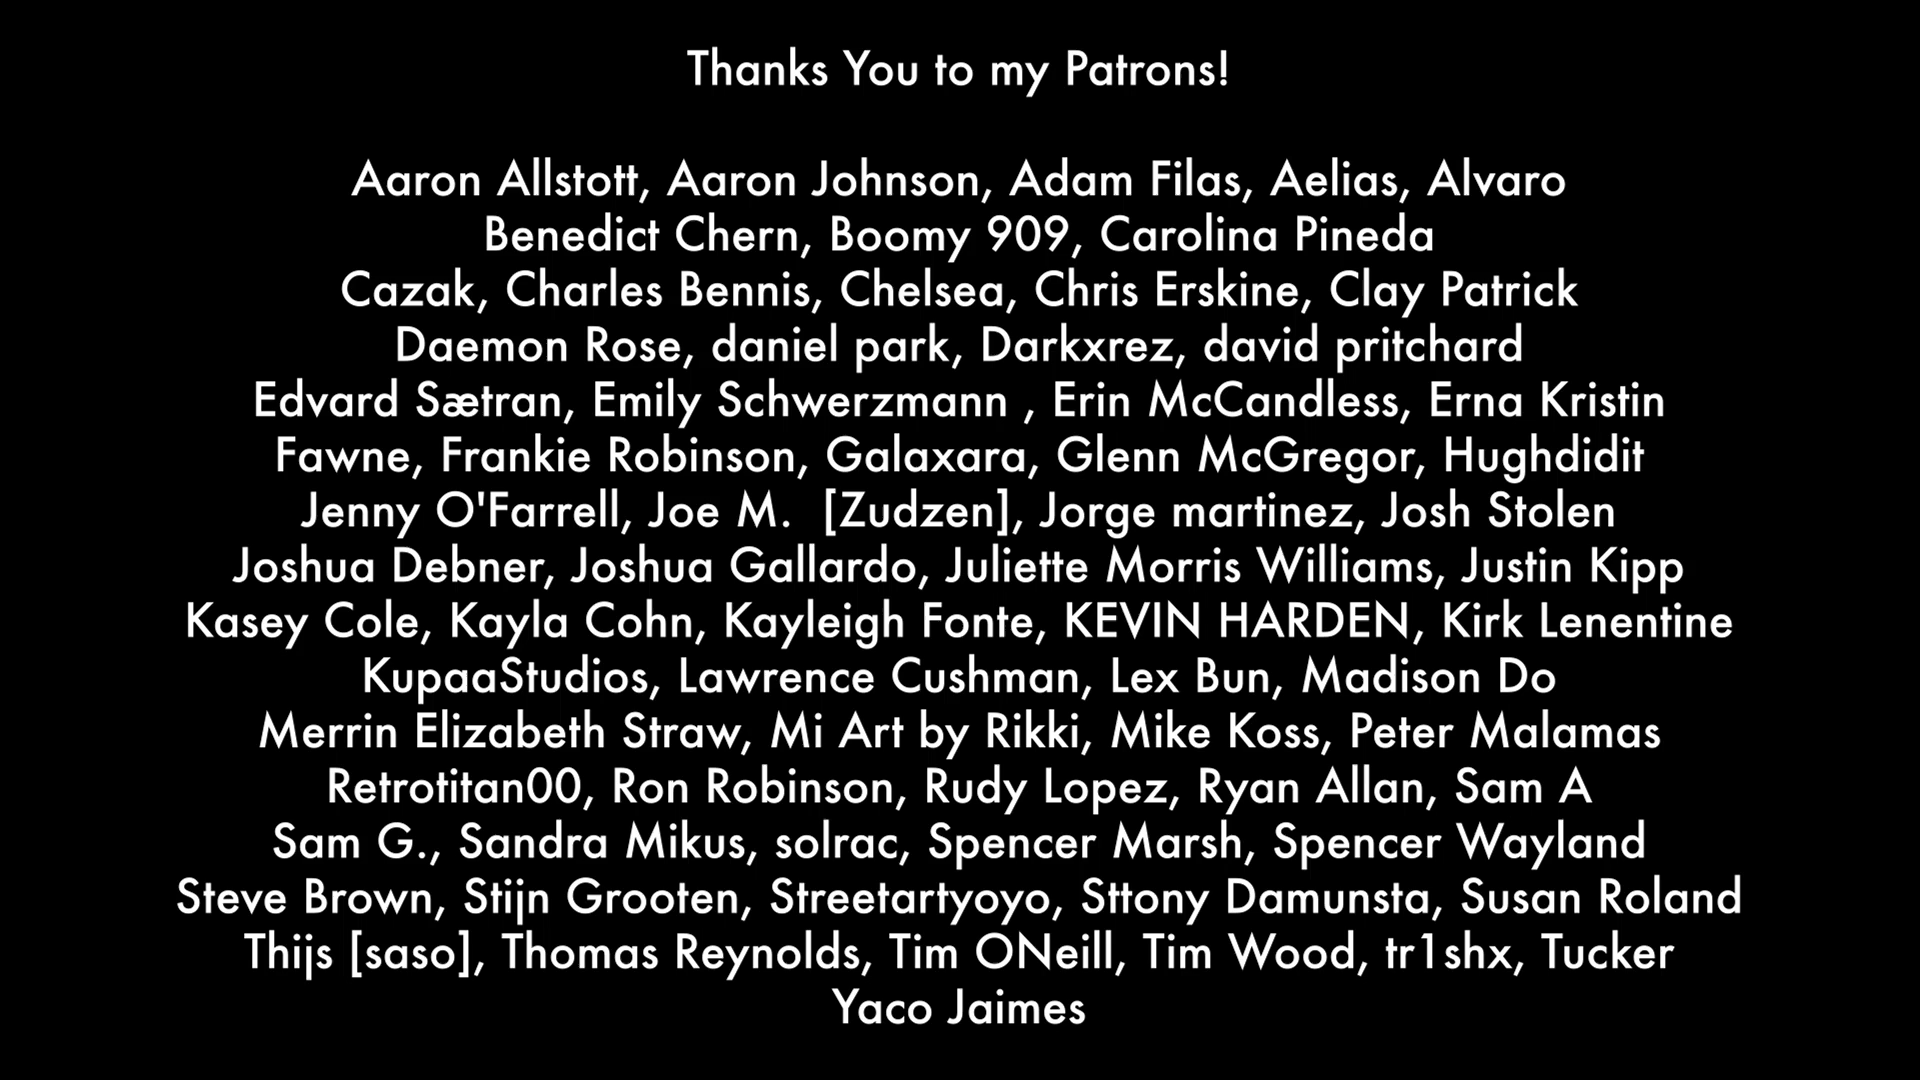 Thanks You to my Patrons!
Aaron Allstott, Aaron Johnson, Adam Filas, Aelias, Alvaro
Benedict Chern, Boomy 909, Carolina Pineda
Cazak, Charles Bennis, Chelsea, Chris Erskine, Clay Patrick
Daemon Rose, daniel park, Darkxrez, david pritchard
Edvard Sætran, Emily Schwerzmann , Erin McCandless, Erna Kristin
Fawne, Frankie Robinson, Galaxara, Glenn McGregor, Hughdidit
Jenny O'Farrell, Joe M.  [Zudzen], Jorge martinez, Josh Stolen
Joshua Debner, Joshua Gallardo, Juliette Morris Williams, Justin Kipp
Kasey Cole, Kayla Cohn, Kayleigh Fonte, KEVIN HARDEN, Kirk Lenentine
KupaaStudios, Lawrence Cushman, Lex Bun, Madison Do
Merrin Elizabeth Straw, Mi Art by Rikki, Mike Koss, Peter Malamas
Retrotitan00, Ron Robinson, Rudy Lopez, Ryan Allan, Sam A
Sam G., Sandra Mikus, solrac, Spencer Marsh, Spencer Wayland
Steve Brown, Stijn Grooten, Streetartyoyo, Sttony Damunsta, Susan Roland
Thijs [saso], Thomas Reynolds, Tim ONeill, Tim Wood, tr1shx, Tucker
Yaco Jaimes